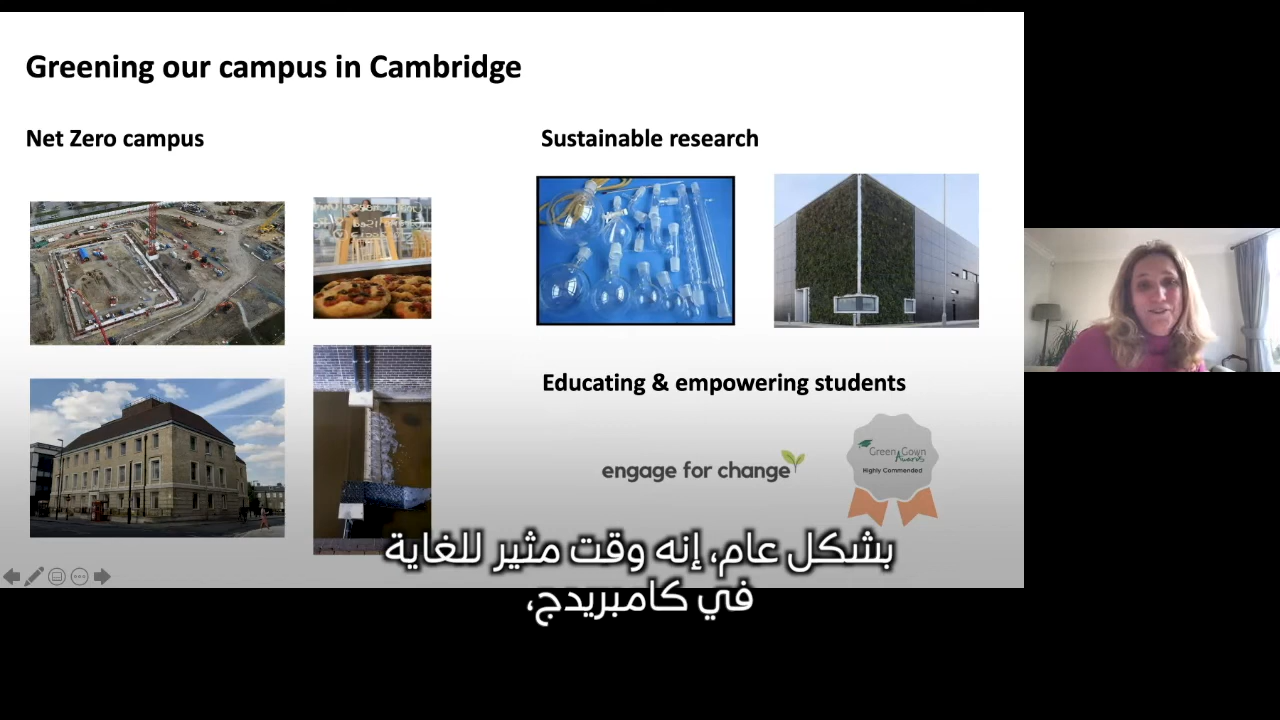 Greening our campus in Cambridge
Net Zero campus
Sustainable research
Educating & empowering students
engage for change
Green Gown
Awards
Highly Commended
بشكل عام، إنه وقت مثير للغاية
في كامبريدج،